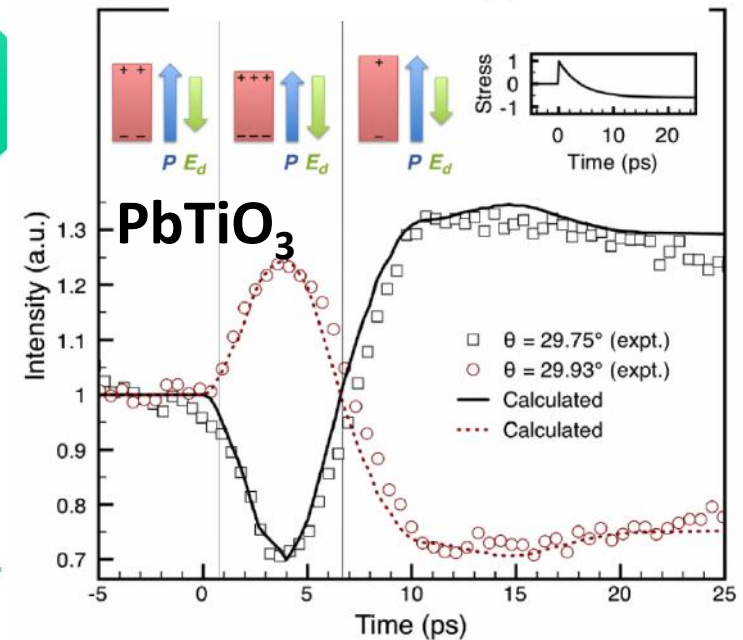 + +
- -
P E_d
+++
---
P E_d
+
-
P E_d
Stress
1
0
-1
0 10 20
Time (ps)
PbTiO₃
Intensity (a.u.)
1.3
1.2
1.1
1
0.9
0.8
0.7
θ = 29.75° (expt.)
θ = 29.93° (expt.)
Calculated
Calculated
-5 0 5 10 15 20 25
Time (ps)